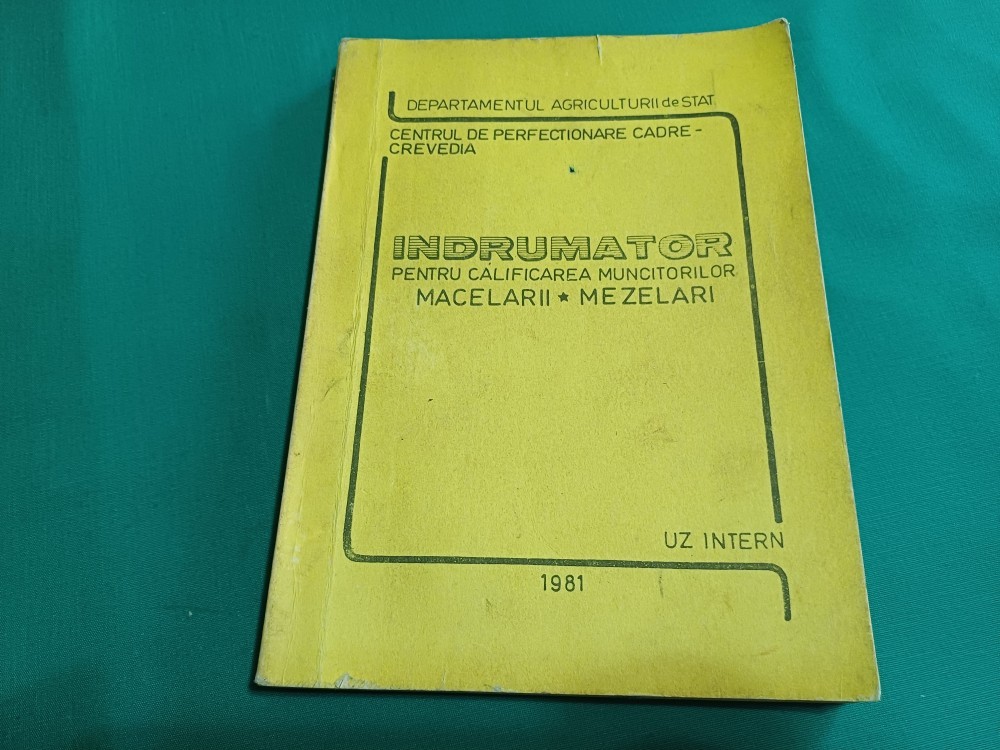 DEPARTAMENTUL AGRICULTURII de STAT
CENTRUL DE PERFECTIONARE CADRE -
CREVEDIA
INDRUMATOR
PENTRU CALIFICAREA MUNCITORILOR
MACELARII ★ MEZELARI
UZ INTERN
1981